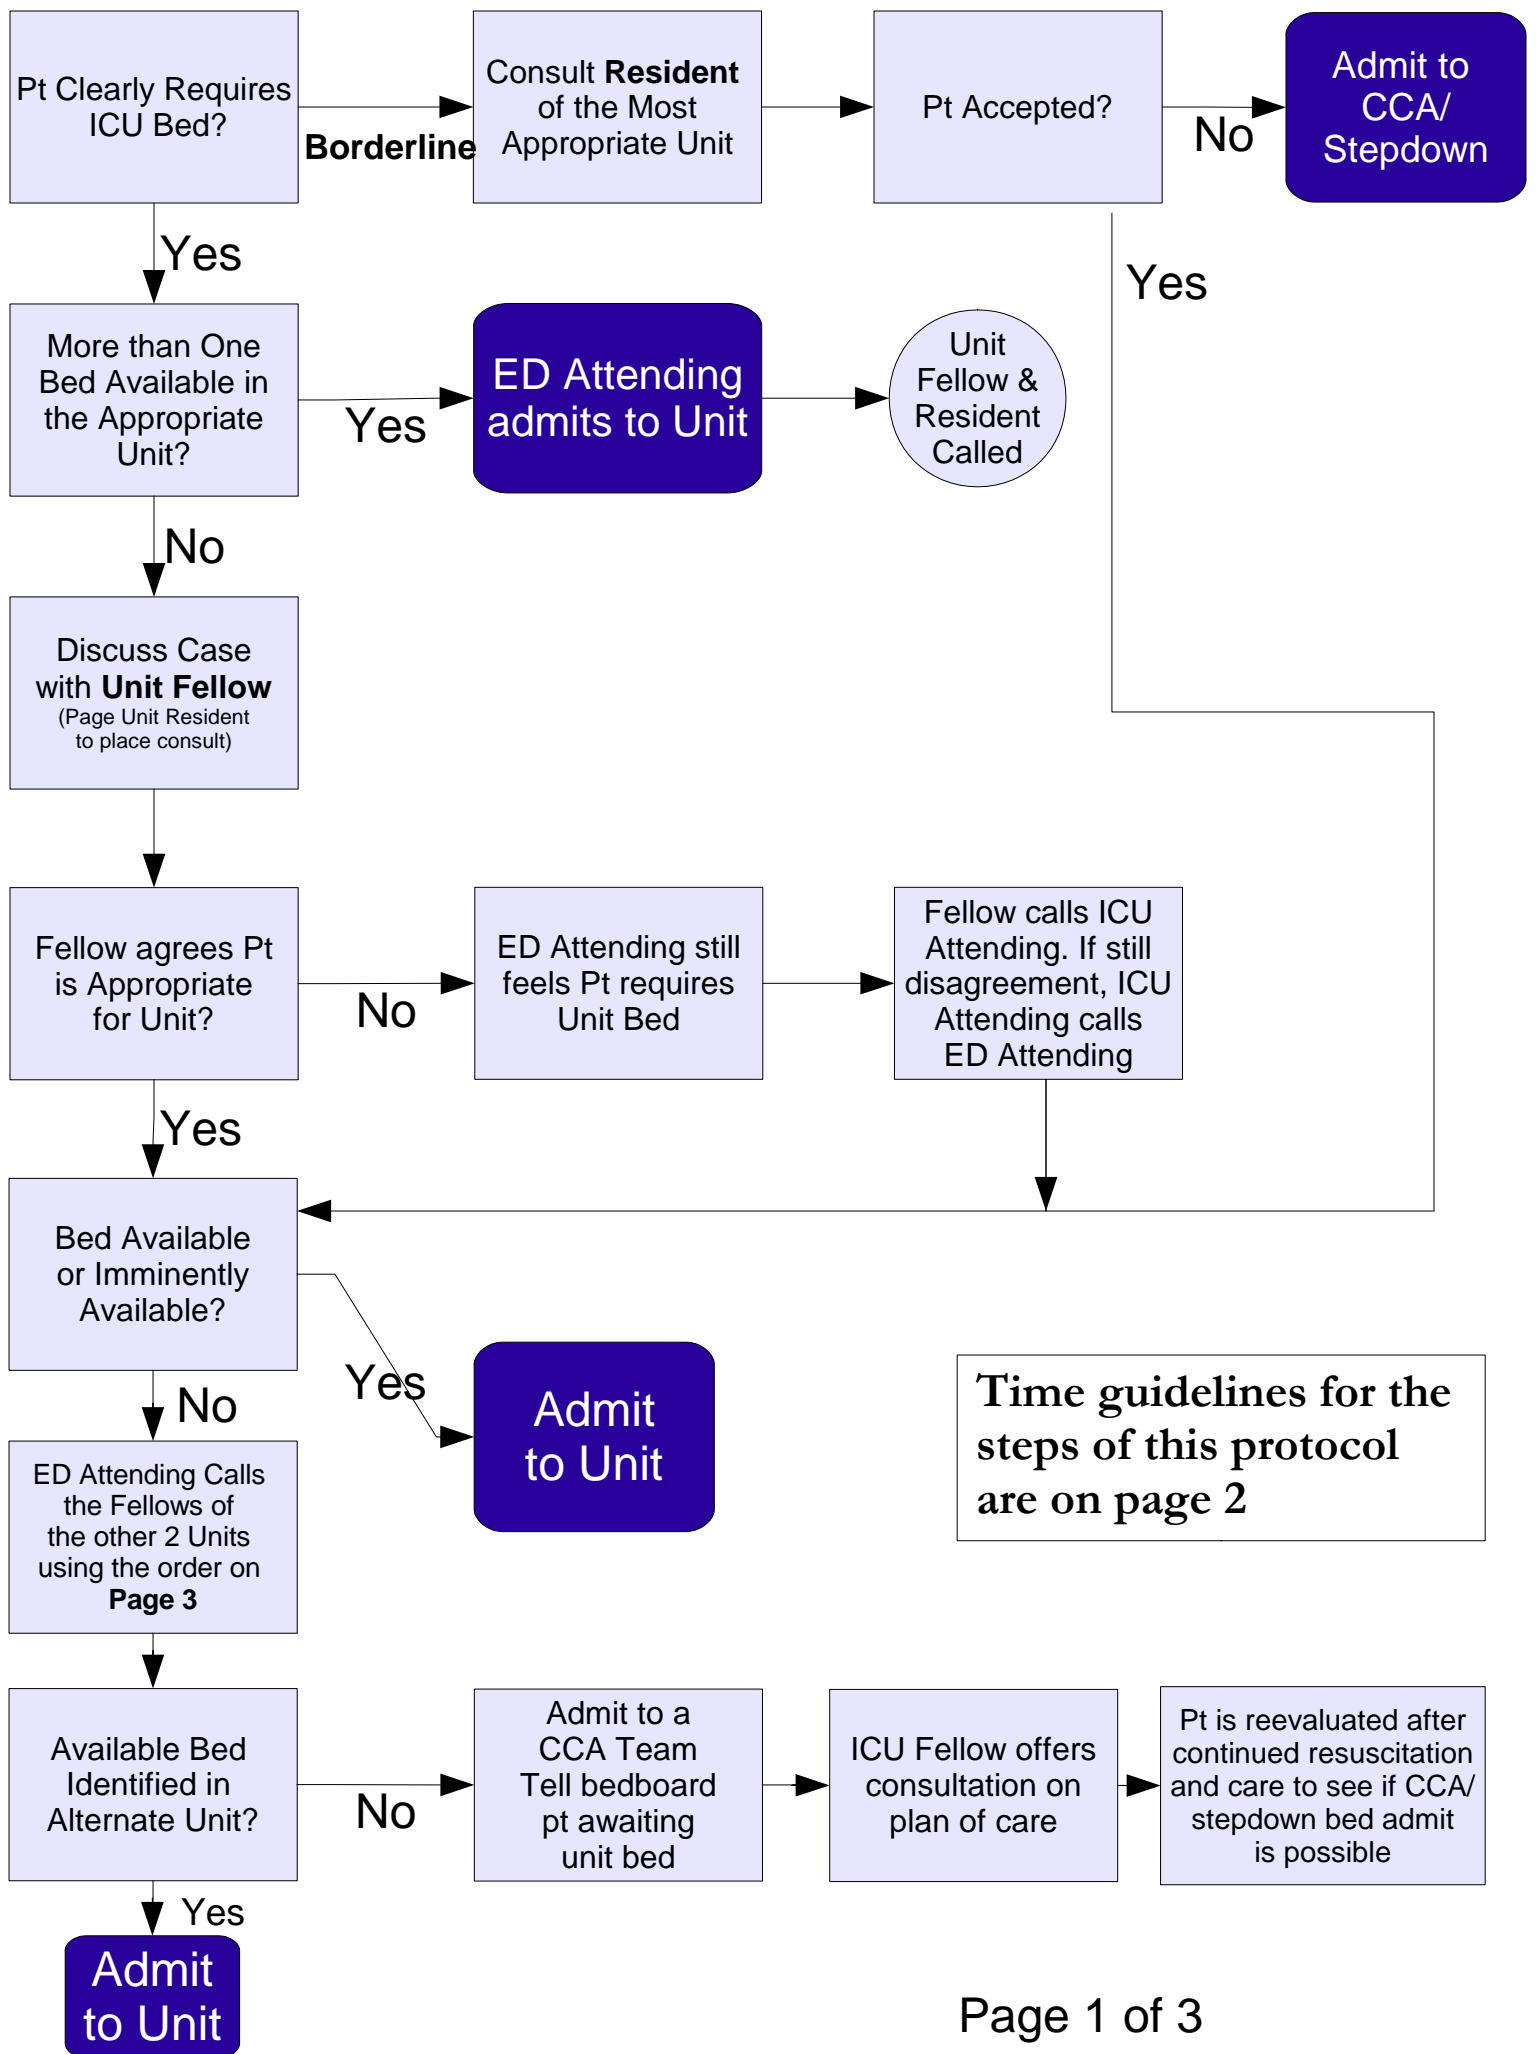 Pt Clearly Requires
ICU Bed?
Borderline
Consult Resident
of the Most
Appropriate Unit
Pt Accepted?
No
Admit to
CCA/
Stepdown
Yes
Yes
More than One
Bed Available in
the Appropriate
Unit?
Yes
ED Attending
admits to Unit
Unit
Fellow &
Resident
Called
No
Discuss Case
with Unit Fellow
(Page Unit Resident
to place consult)
Fellow agrees Pt
is Appropriate
for Unit?
No
ED Attending still
feels Pt requires
Unit Bed
Fellow calls ICU
Attending. If still
disagreement, ICU
Attending calls
ED Attending
Yes
Bed Available
or Imminently
Available?
Yes
Admit
to Unit
No
Time guidelines for the
steps of this protocol
are on page 2
ED Attending Calls
the Fellows of
the other 2 Units
using the order on
Page 3
Available Bed
Identified in
Alternate Unit?
No
Admit to a
CCA Team
Tell bedboard
pt awaiting
unit bed
ICU Fellow offers
consultation on
plan of care
Pt is reevaluated after
continued resuscitation
and care to see if CCA/
stepdown bed admit
is possible
Yes
Admit
to Unit
Page 1 of 3